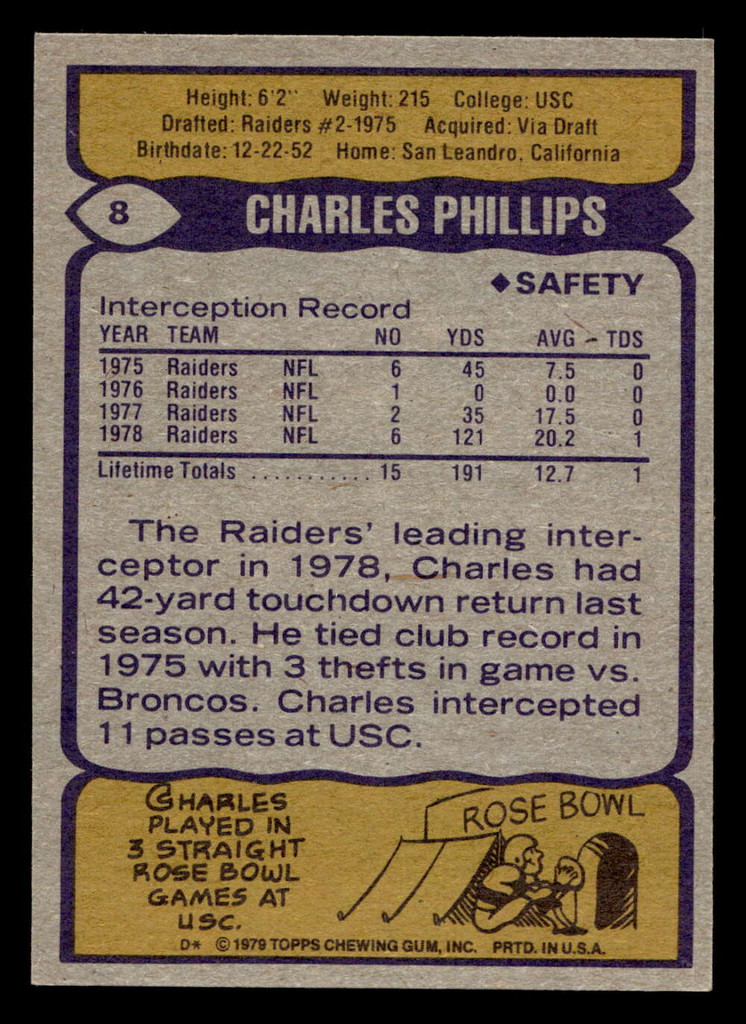 Height: 6'2" Weight: 215 College: USC
Drafted: Raiders #2-1975 Acquired: Via Draft
Birthdate: 12-22-52 Home: San Leandro, California
8 CHARLES PHILLIPS
◆SAFETY
Interception Record
YEAR TEAM NO YDS AVG TDS
1975 Raiders NFL 6 45 7.5 0
1976 Raiders NFL 1 0 0.0 0
1977 Raiders NFL 2 35 17.5 0
1978 Raiders NFL 6 121 20.2 1
Lifetime Totals ........... 15 191 12.7 1
The Raiders' leading inter-
ceptor in 1978, Charles had
42-yard touchdown return last
season. He tied club record in
1975 with 3 thefts in game vs.
Broncos. Charles intercepted
11 passes at USC.
CHARLES
PLAYED IN
3 STRAIGHT
ROSE BOWL
GAMES AT
USC.
ROSE BOWL
D* © 1979 TOPPS CHEWING GUM, INC. PRTD. IN U.S.A.